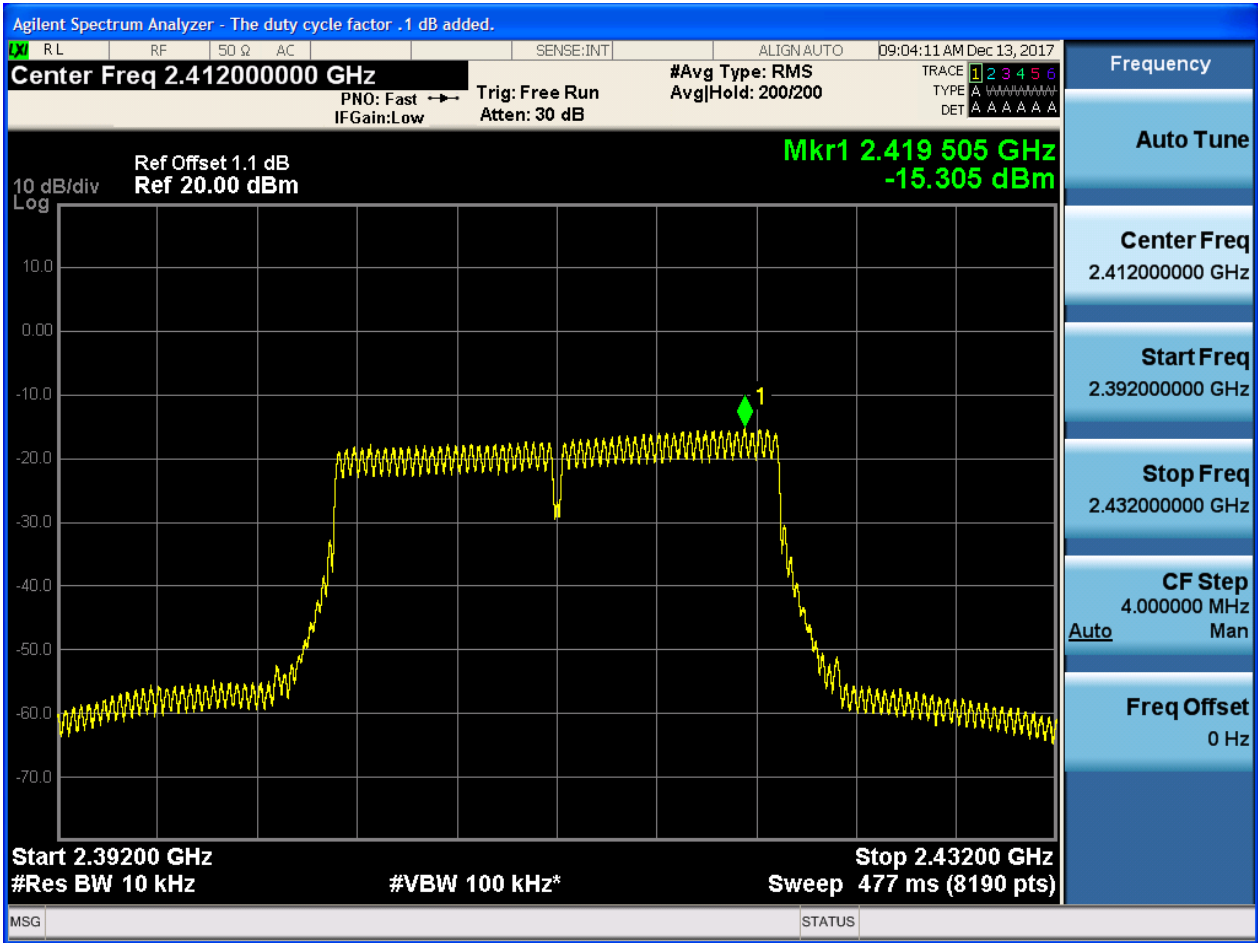 Agilent Spectrum Analyzer - The duty cycle factor .1 dB added.
LXI RL RF 50 Ω AC SENSE:INT ALIGN AUTO 09:04:11 AM Dec 13, 2017
Center Freq 2.412000000 GHz
PNO: Fast
IFGain:Low
Trig: Free Run
Atten: 30 dB
#Avg Type: RMS
Avg|Hold: 200/200
TRACE 1 2 3 4 5 6
TYPE A
DET A A A A A A
Ref Offset 1.1 dB
10 dB/div Ref 20.00 dBm
Log
Mkr1 2.419 505 GHz
-15.305 dBm
10.0
0.00
-10.0
1
-20.0
-30.0
-40.0
-50.0
-60.0
-70.0
Start 2.39200 GHz Stop 2.43200 GHz
#Res BW 10 kHz #VBW 100 kHz* Sweep 477 ms (8190 pts)
MSG STATUS
Frequency
Auto Tune
Center Freq
2.412000000 GHz
Start Freq
2.392000000 GHz
Stop Freq
2.432000000 GHz
CF Step
4.000000 MHz
Auto Man
Freq Offset
0 Hz